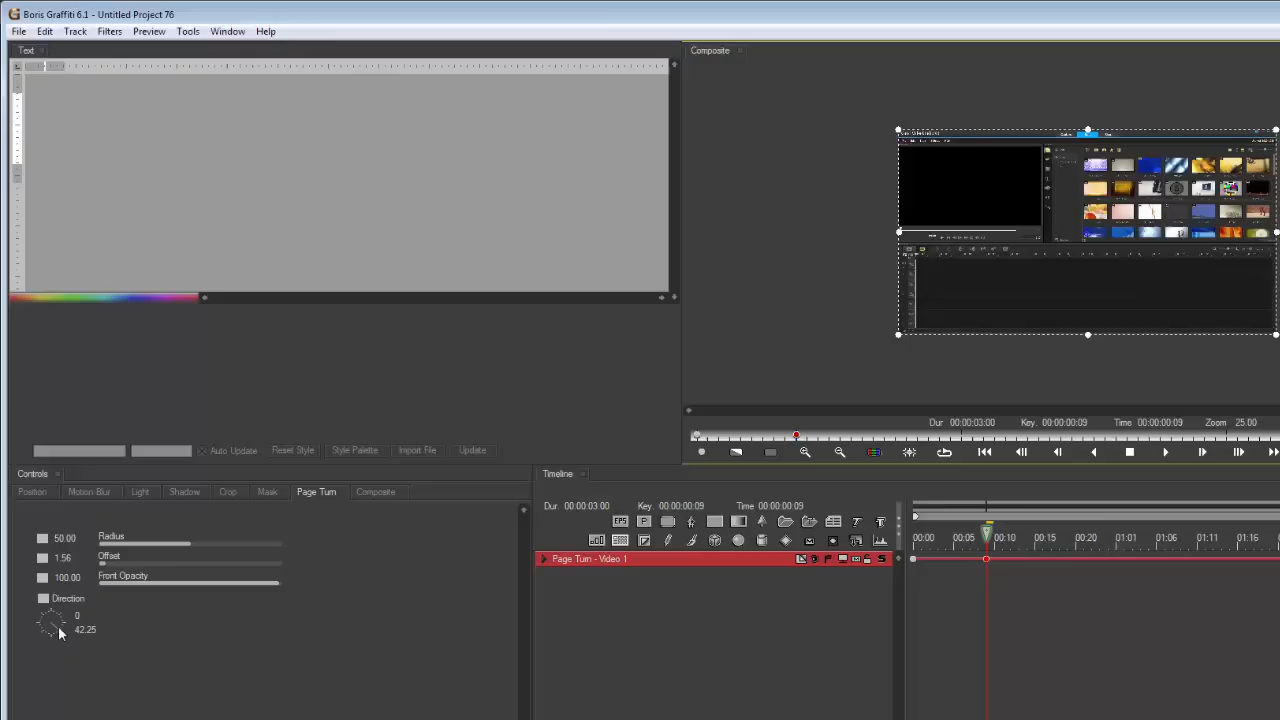 Boris Graffiti 6.1 - Untitled Project 76
File Edit Track Filters Preview Tools Window Help
Text
Composite
Dur 00:00:03:00 Key. 00:00:00:09 Time 00:00:00:09 Zoom 25.00
Auto Update Reset Style Style Palette Import File Update
Controls
Position Motion Blur Light Shadow Crop Mask Page Turn Composite
50.00 Radius
1.56 Offset
100.00 Front Opacity
Direction
0
42.25
Timeline
Dur. 00:00:03:00 Key. 00:00:00:09 Time 00:00:00:09
EPS P T T
00:00 00:05 00:10 00:15 00:20 01:01 01:06 01:11 01:16
Page Turn - Video 1